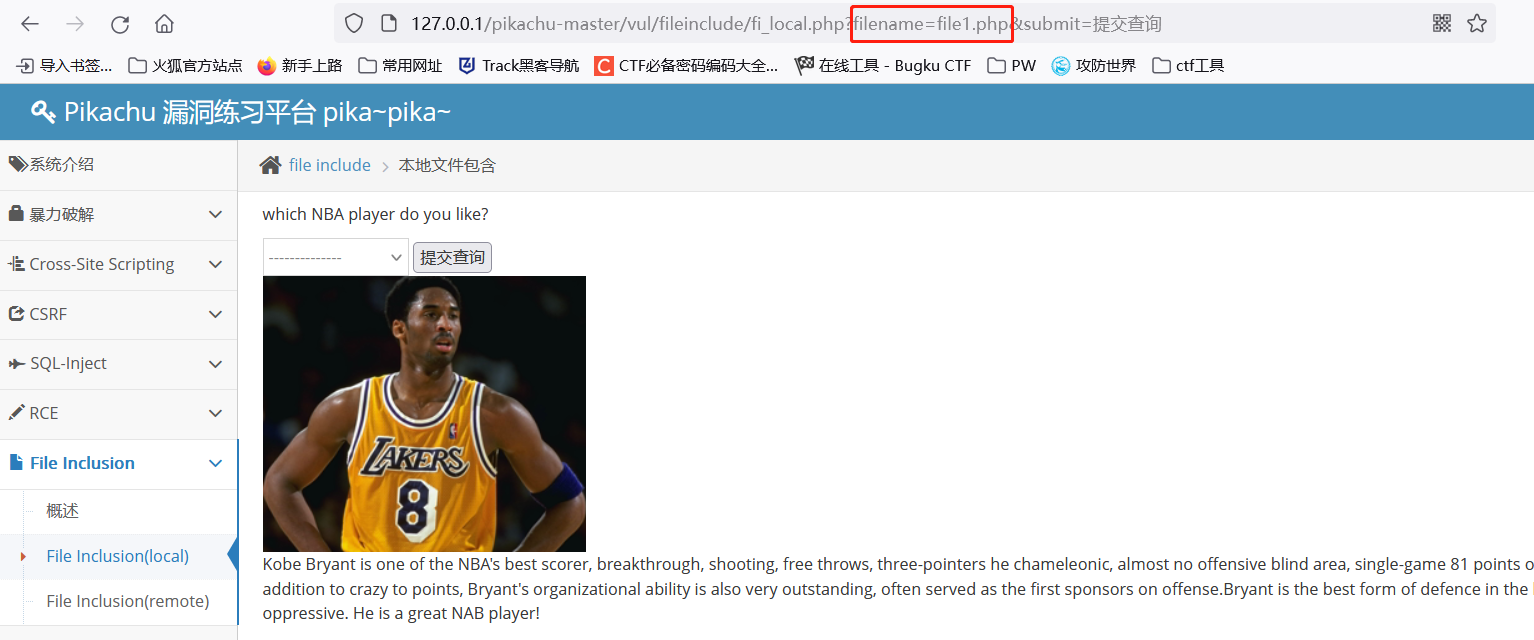 127.0.0.1/pikachu-master/vul/fileinclude/fi_local.php?filename=file1.php&submit=提交查询
导入书签... 火狐官方站点 新手上路 常用网址 Track黑客导航 CTF必备密码编码大全... 在线工具 - Bugku CTF PW 攻防世界 ctf工具
Pikachu 漏洞练习平台 pika~pika~
系统介绍
暴力破解
Cross-Site Scripting
CSRF
SQL-Inject
RCE
File Inclusion
概述
File Inclusion(local)
File Inclusion(remote)
file include > 本地文件包含
which NBA player do you like?
-------------- 提交查询
LAKERS
8
Kobe Bryant is one of the NBA's best scorer, breakthrough, shooting, free throws, three-pointers he chameleonic, almost no offensive blind area, single-game 81 points o
addition to crazy to points, Bryant's organizational ability is also very outstanding, often served as the first sponsors on offense.Bryant is the best form of defence in the
oppressive. He is a great NAB player!